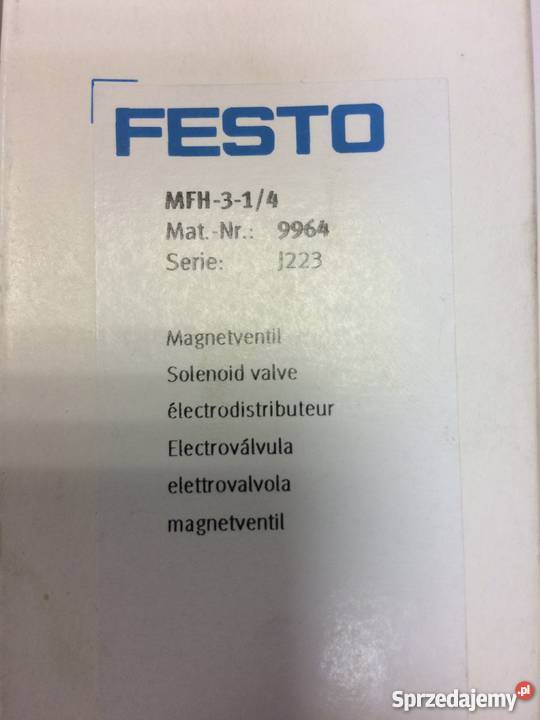 FESTO
MFH-3-1/4
Mat.-Nr.: 9964
Serie: J223
Magnetventil
Solenoid valve
électrodistributeur
Electroválvula
elettrovalvola
magnetventil
Sprzedajemy.pl